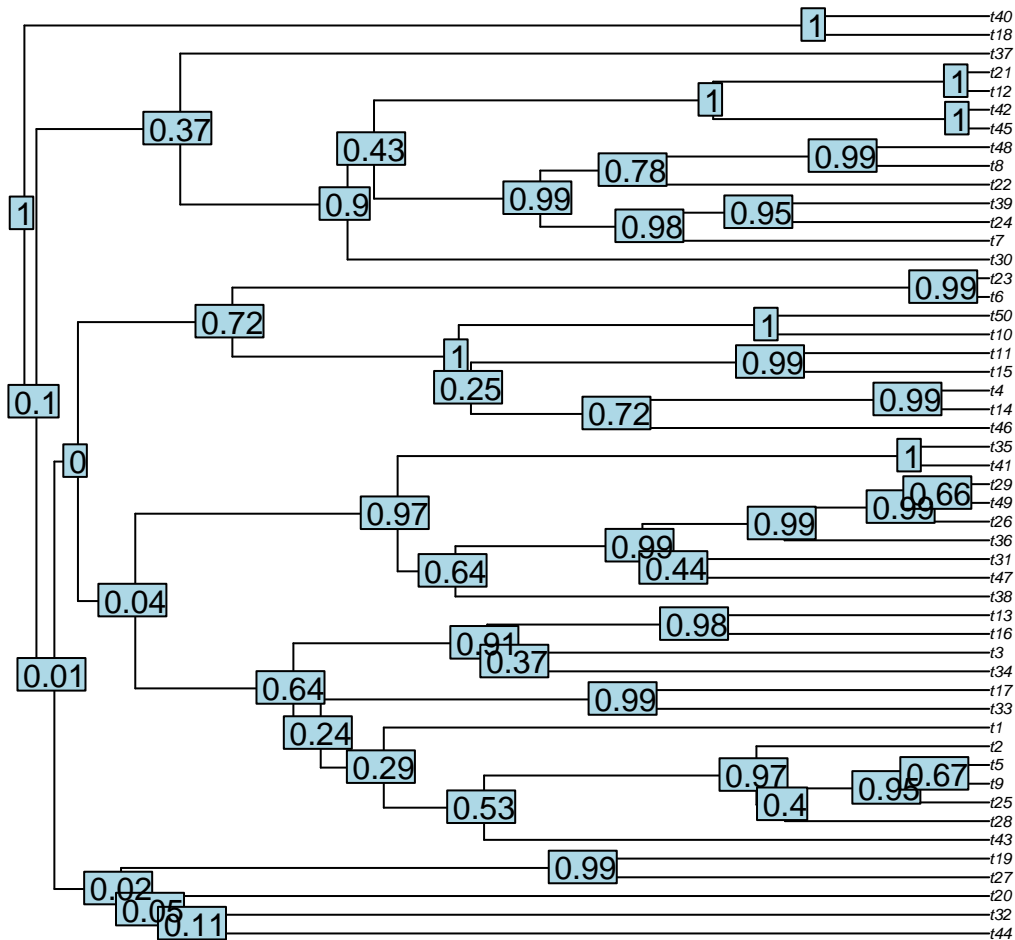 t40
1
t18
t37
t21
1
t12
1
t42
1
t45
0.37
0.43
t48
0.99
t8
0.78
t22
0.99
0.9
t39
0.95
t24
1
0.98
t7
t30
t23
0.99
t6
0.72
t50
1
t10
1
t11
0.99
t15
0.25
t4
0.99
t14
0.1
0.72
t46
t35
1
t41
0
t29
0.66
t49
0.99
0.97
t26
0.99
t36
0.99
t31
0.64
0.44
t47
t38
0.04
t13
0.98
t16
0.91
t3
0.37
t34
0.01
0.64
t17
0.99
t33
0.24
t1
t2
0.29
t5
0.67
0.97
t9
0.95
t25
0.53
0.4
t28
t43
t19
0.99
t27
0.02
t20
0.05
t32
0.11
t44